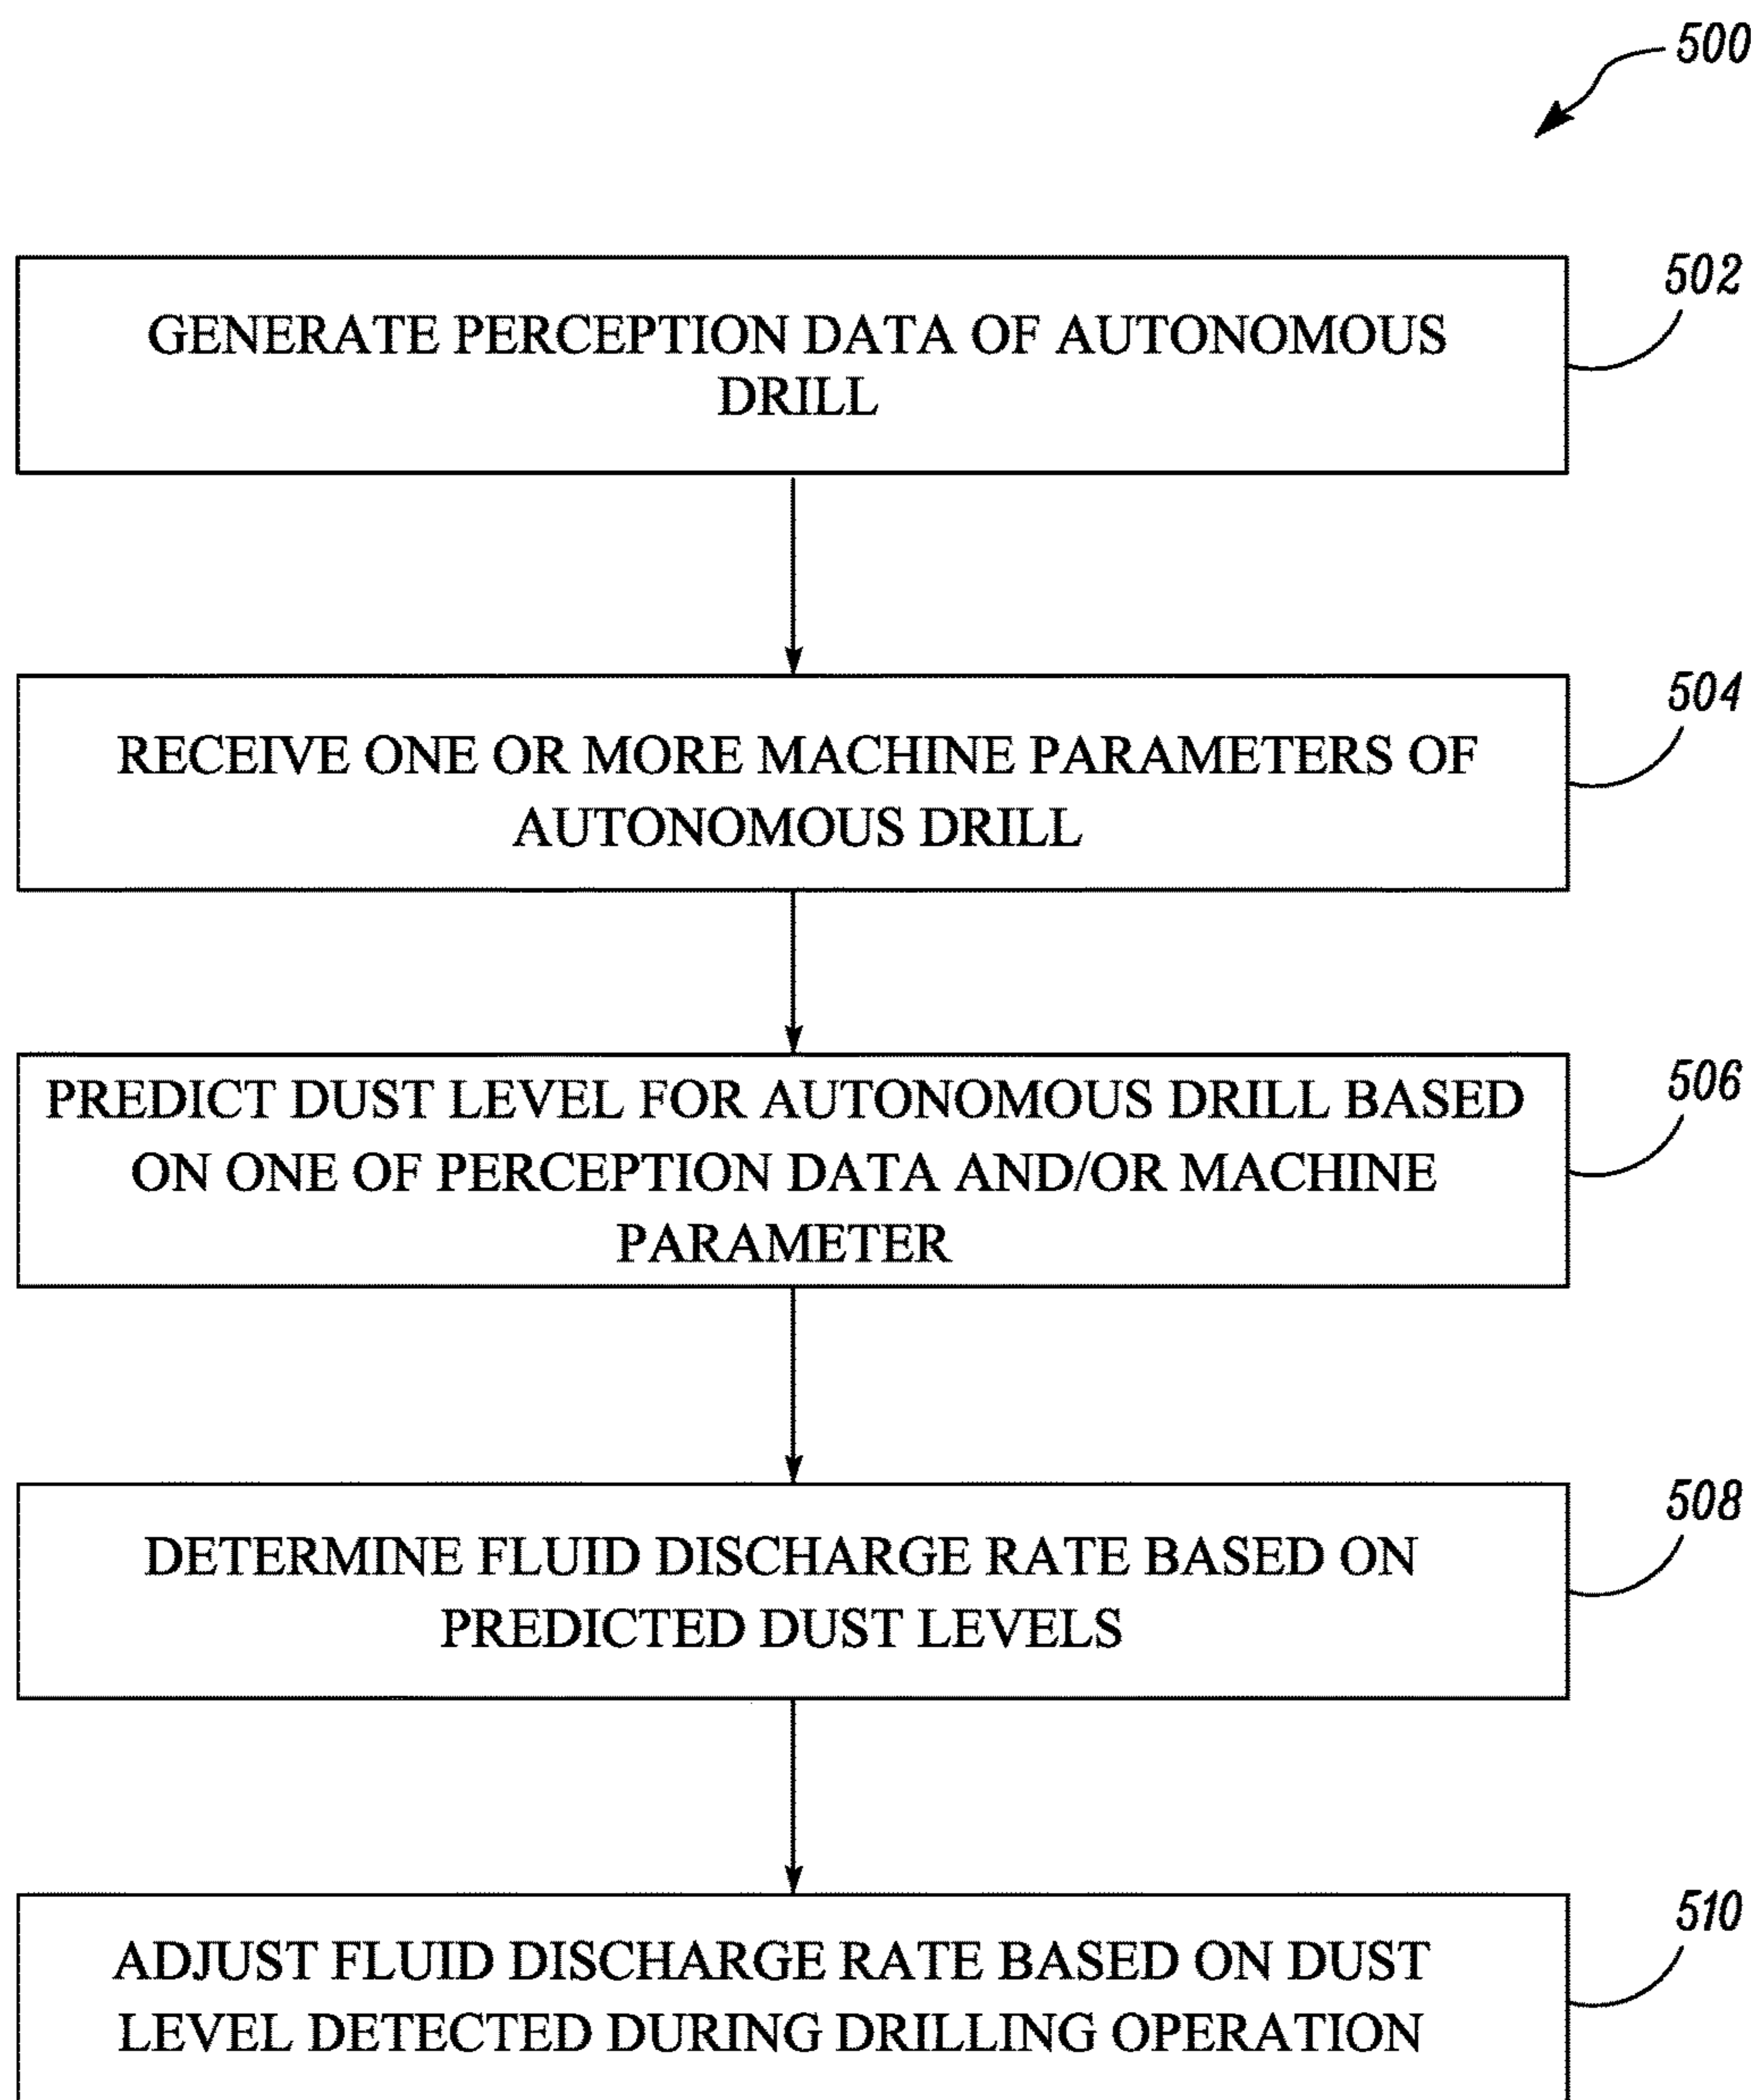 500
502
GENERATE PERCEPTION DATA OF AUTONOMOUS
DRILL
504
RECEIVE ONE OR MORE MACHINE PARAMETERS OF
AUTONOMOUS DRILL
506
PREDICT DUST LEVEL FOR AUTONOMOUS DRILL BASED
ON ONE OF PERCEPTION DATA AND/OR MACHINE
PARAMETER
508
DETERMINE FLUID DISCHARGE RATE BASED ON
PREDICTED DUST LEVELS
510
ADJUST FLUID DISCHARGE RATE BASED ON DUST
LEVEL DETECTED DURING DRILLING OPERATION